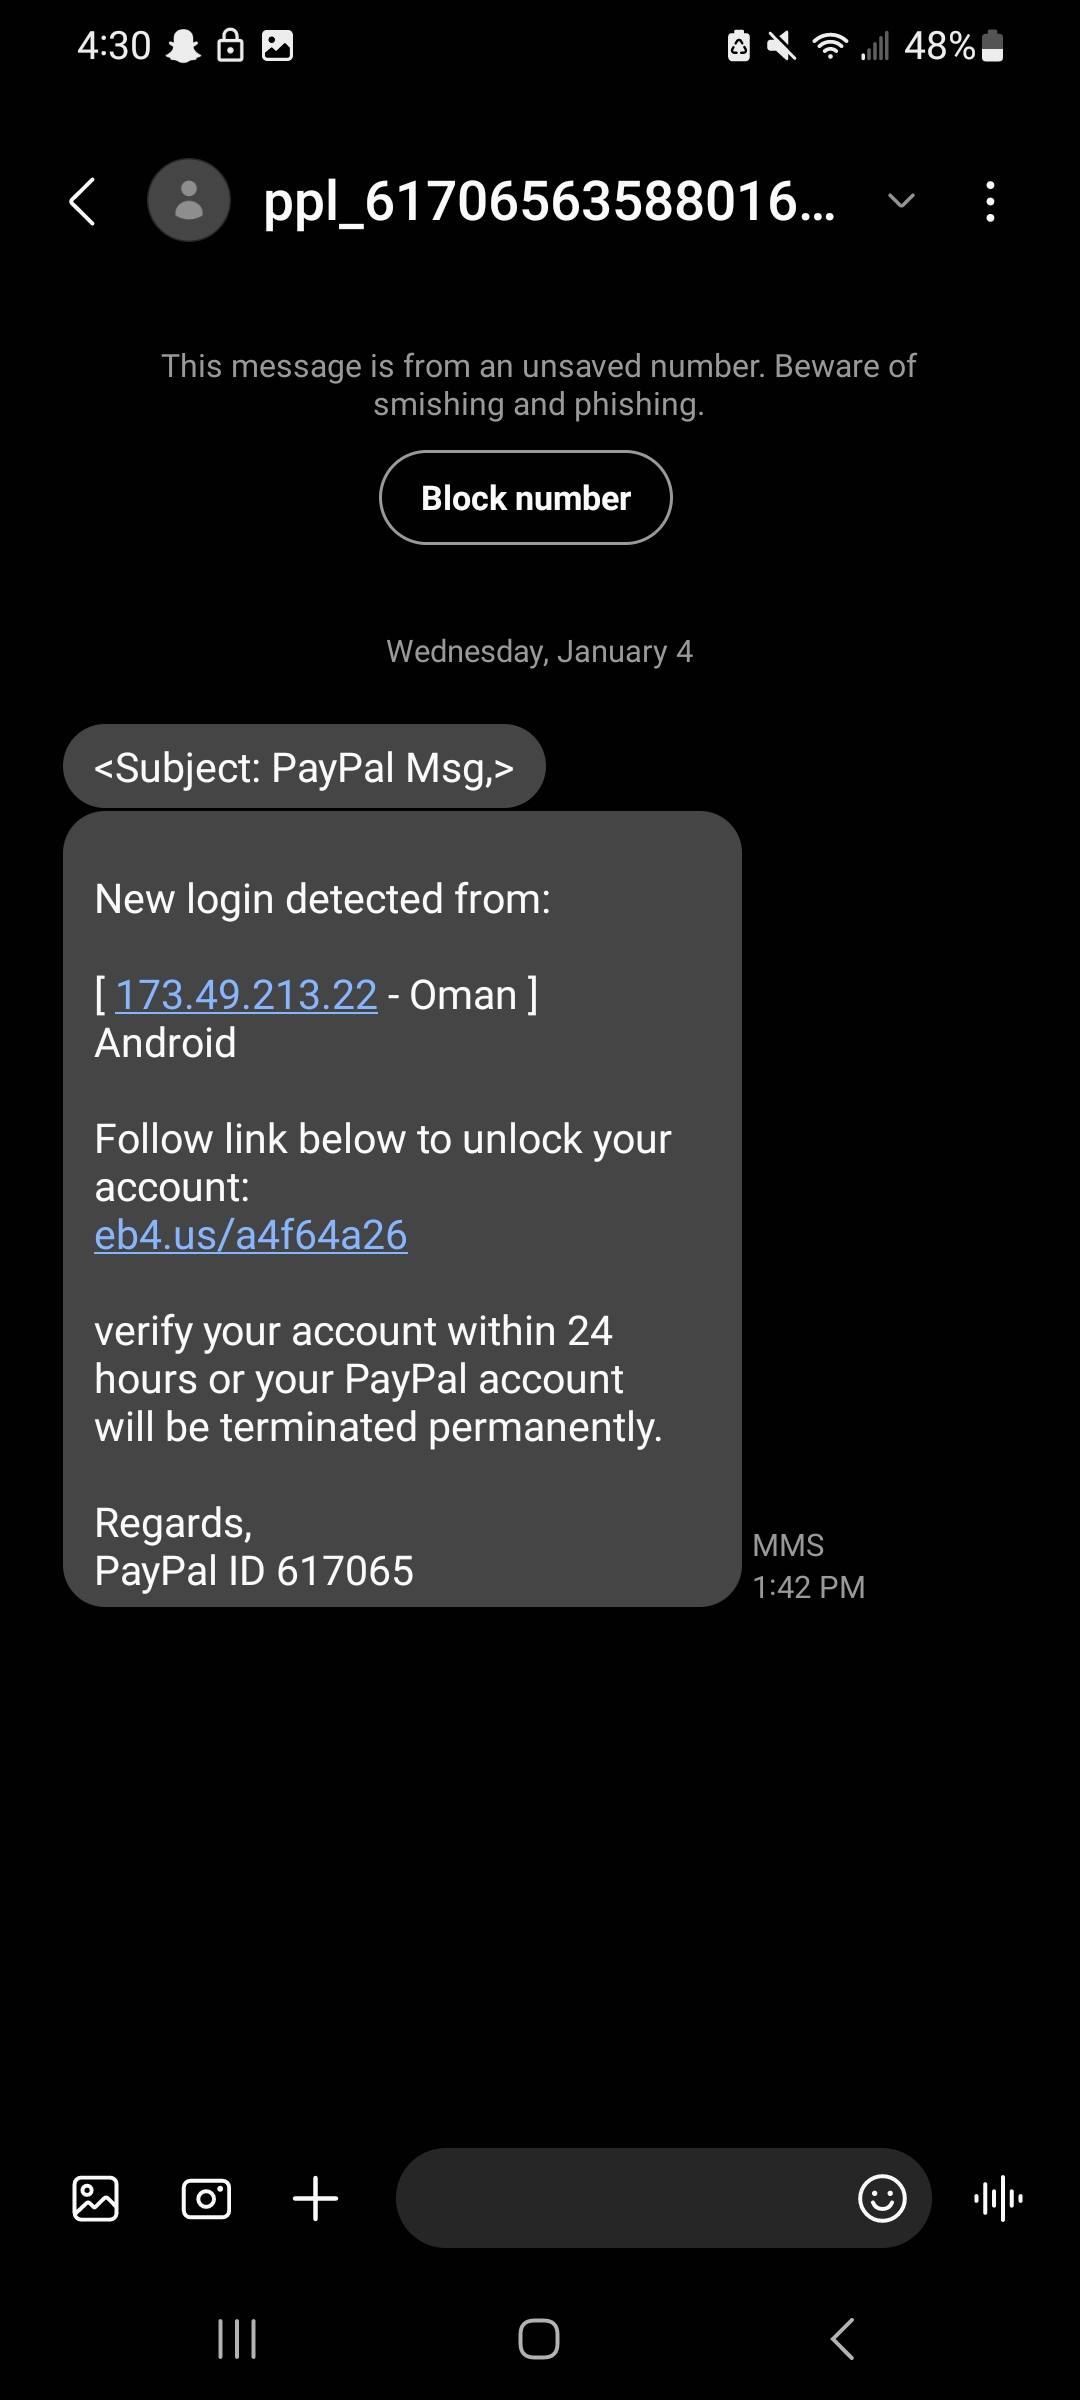 4:30
48%
ppl_61706563588016...
This message is from an unsaved number. Beware of
smishing and phishing.
Block number
Wednesday, January 4
<Subject: PayPal Msg,>
New login detected from:
[ 173.49.213.22 - Oman ]
Android
Follow link below to unlock your
account:
eb4.us/a4f64a26
verify your account within 24
hours or your PayPal account
will be terminated permanently.
Regards,
PayPal ID 617065
MMS
1:42 PM